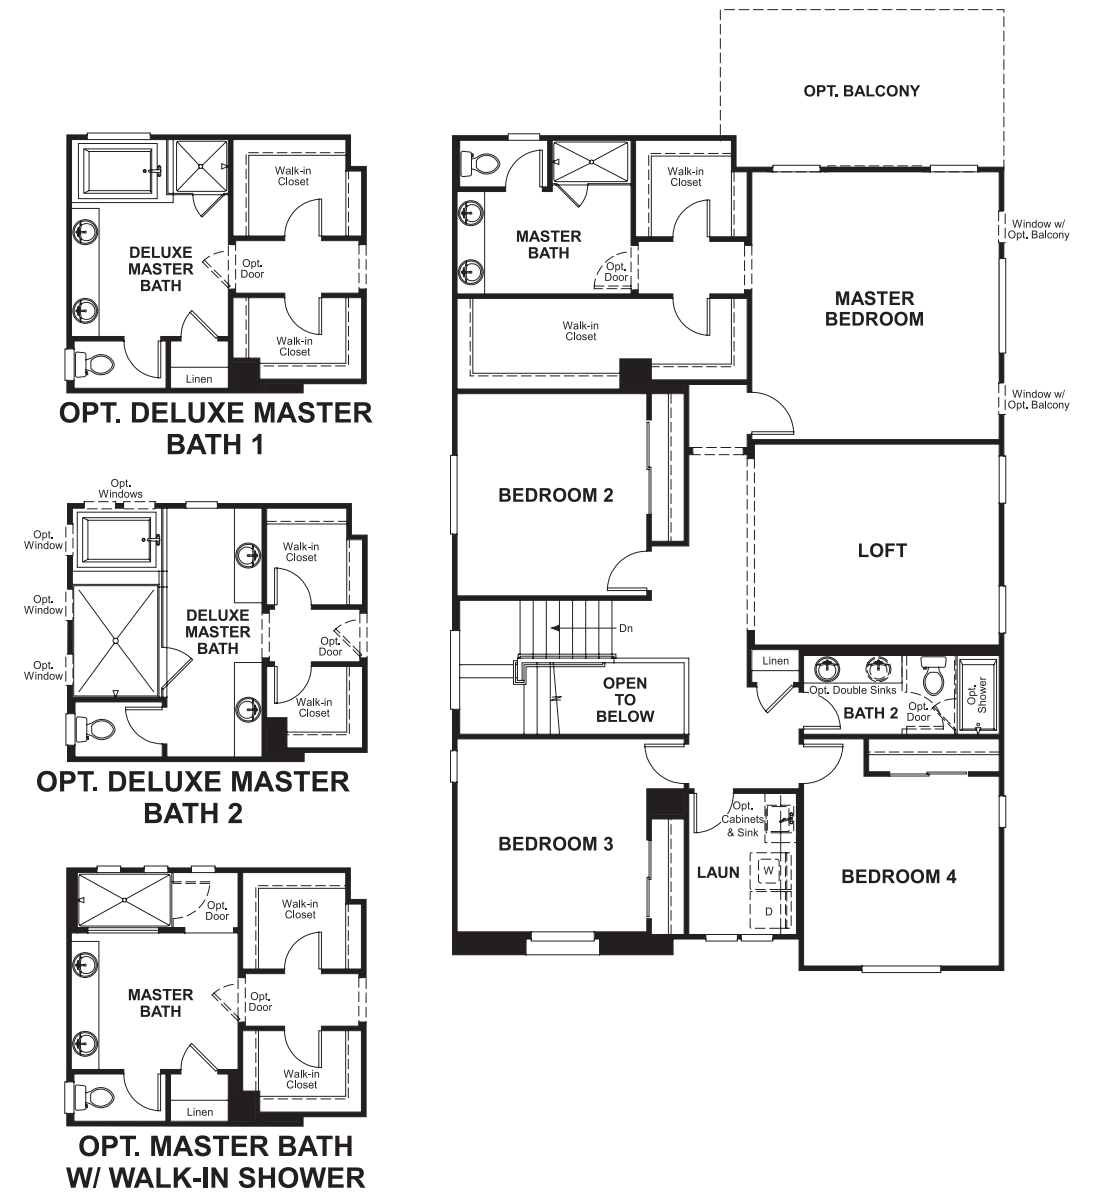 OPT. BALCONY
Walk-in
Closet
DELUXE
MASTER
BATH
Opt.
Door
Walk-in
Closet
Linen
OPT. DELUXE MASTER
BATH 1
Opt.
Windows
Opt.
Window
Opt.
Window
Opt.
Window
Walk-in
Closet
DELUXE
MASTER
BATH
Opt.
Door
Walk-in
Closet
OPT. DELUXE MASTER
BATH 2
Opt.
Door
Walk-in
Closet
MASTER
BATH
Opt.
Door
Walk-in
Closet
Linen
OPT. MASTER BATH
W/ WALK-IN SHOWER
Walk-in
Closet
MASTER
BATH
Opt.
Door
Walk-in
Closet
MASTER
BEDROOM
Window w/
Opt. Balcony
Window w/
Opt. Balcony
BEDROOM 2
LOFT
Dn
OPEN
TO
BELOW
Linen
Opt. Double Sinks
BATH 2
Opt.
Door
Opt.
Shower
BEDROOM 3
Opt.
Cabinets
& Sink
LAUN
W
D
BEDROOM 4